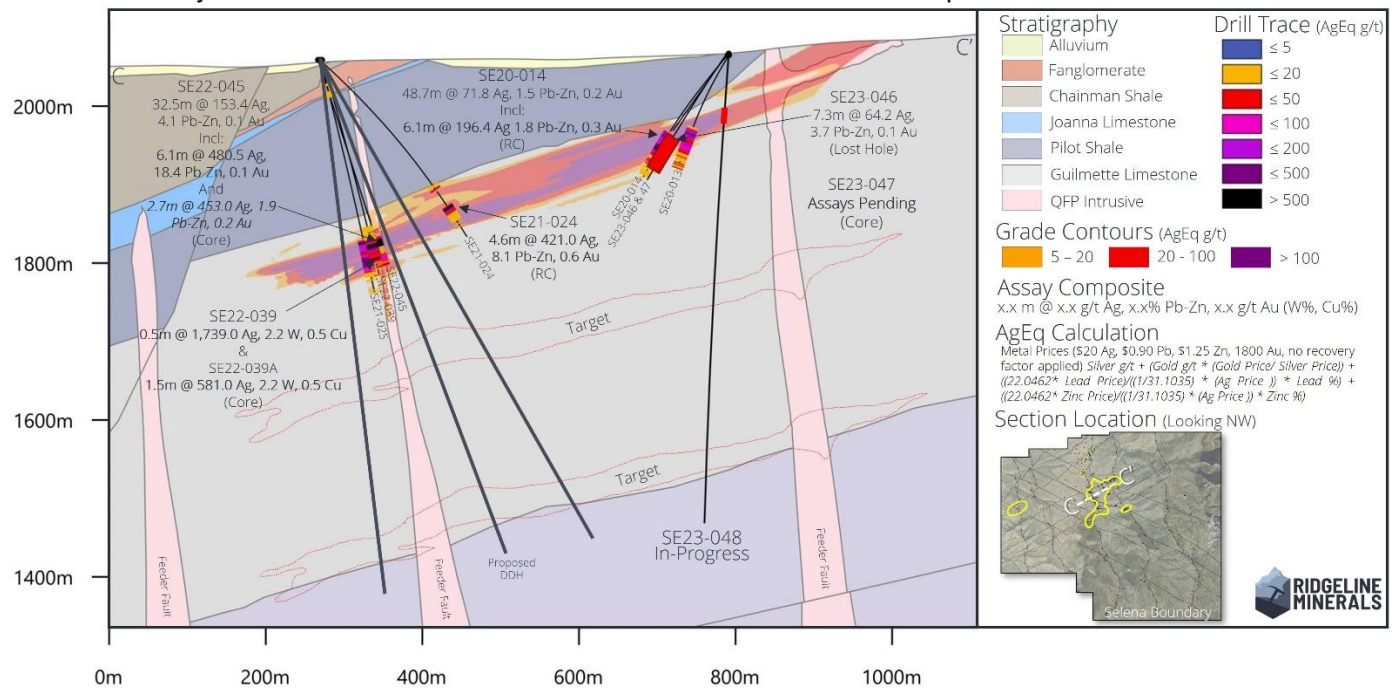 C
C'
2000m
1800m
1600m
1400m
0m
200m
400m
600m
800m
1000m
SE22-045
32.5m @ 153.4 Ag,
4.1 Pb-Zn, 0.1 Au
Incl:
6.1m @ 480.5 Ag,
18.4 Pb-Zn, 0.1 Au
And
2.7m @ 453.0 Ag, 1.9
Pb-Zn, 0.2 Au
(Core)
SE20-014
48.7m @ 71.8 Ag, 1.5 Pb-Zn, 0.2 Au
Incl:
6.1m @ 196.4 Ag 1.8 Pb-Zn, 0.3 Au
(RC)
SE23-046
7.3m @ 64.2 Ag,
3.7 Pb-Zn, 0.1 Au
(Lost Hole)
SE23-047
Assays Pending
(Core)
SE20-014
SE23-046 & 47
SE20-013
SE21-024
4.6m @ 421.0 Ag,
8.1 Pb-Zn, 0.6 Au
(RC)
SE21-024
SE22-045
SE22-039
SE21-025
SE22-039
0.5m @ 1,739.0 Ag, 2.2 W, 0.5 Cu
&
SE22-039A
1.5m @ 581.0 Ag, 2.2 W, 0.5 Cu
(Core)
Target
Target
SE23-048
In-Progress
Proposed
DDH
Feeder Fault
Feeder Fault
Feeder Fault
Stratigraphy
Alluvium
Fanglomerate
Chainman Shale
Joanna Limestone
Pilot Shale
Guilmette Limestone
QFP Intrusive
Drill Trace (AgEq g/t)
≤ 5
≤ 20
≤ 50
≤ 100
≤ 200
≤ 500
> 500
Grade Contours (AgEq g/t)
5 – 20
20 - 100
> 100
Assay Composite
x.x m @ x.x g/t Ag, x.x% Pb-Zn, x.x g/t Au (W%, Cu%)
AgEq Calculation
Metal Prices ($20 Ag, $0.90 Pb, $1.25 Zn, 1800 Au, no recovery
factor applied) Silver g/t + (Gold g/t * (Gold Price/ Silver Price)) +
((22.0462* Lead Price)/((1/31.1035) * (Ag Price )) * Lead %) +
((22.0462* Zinc Price)/((1/31.1035) * (Ag Price )) * Zinc %)
Section Location (Looking NW)
C
C'
Selena Boundary
RIDGELINE
MINERALS